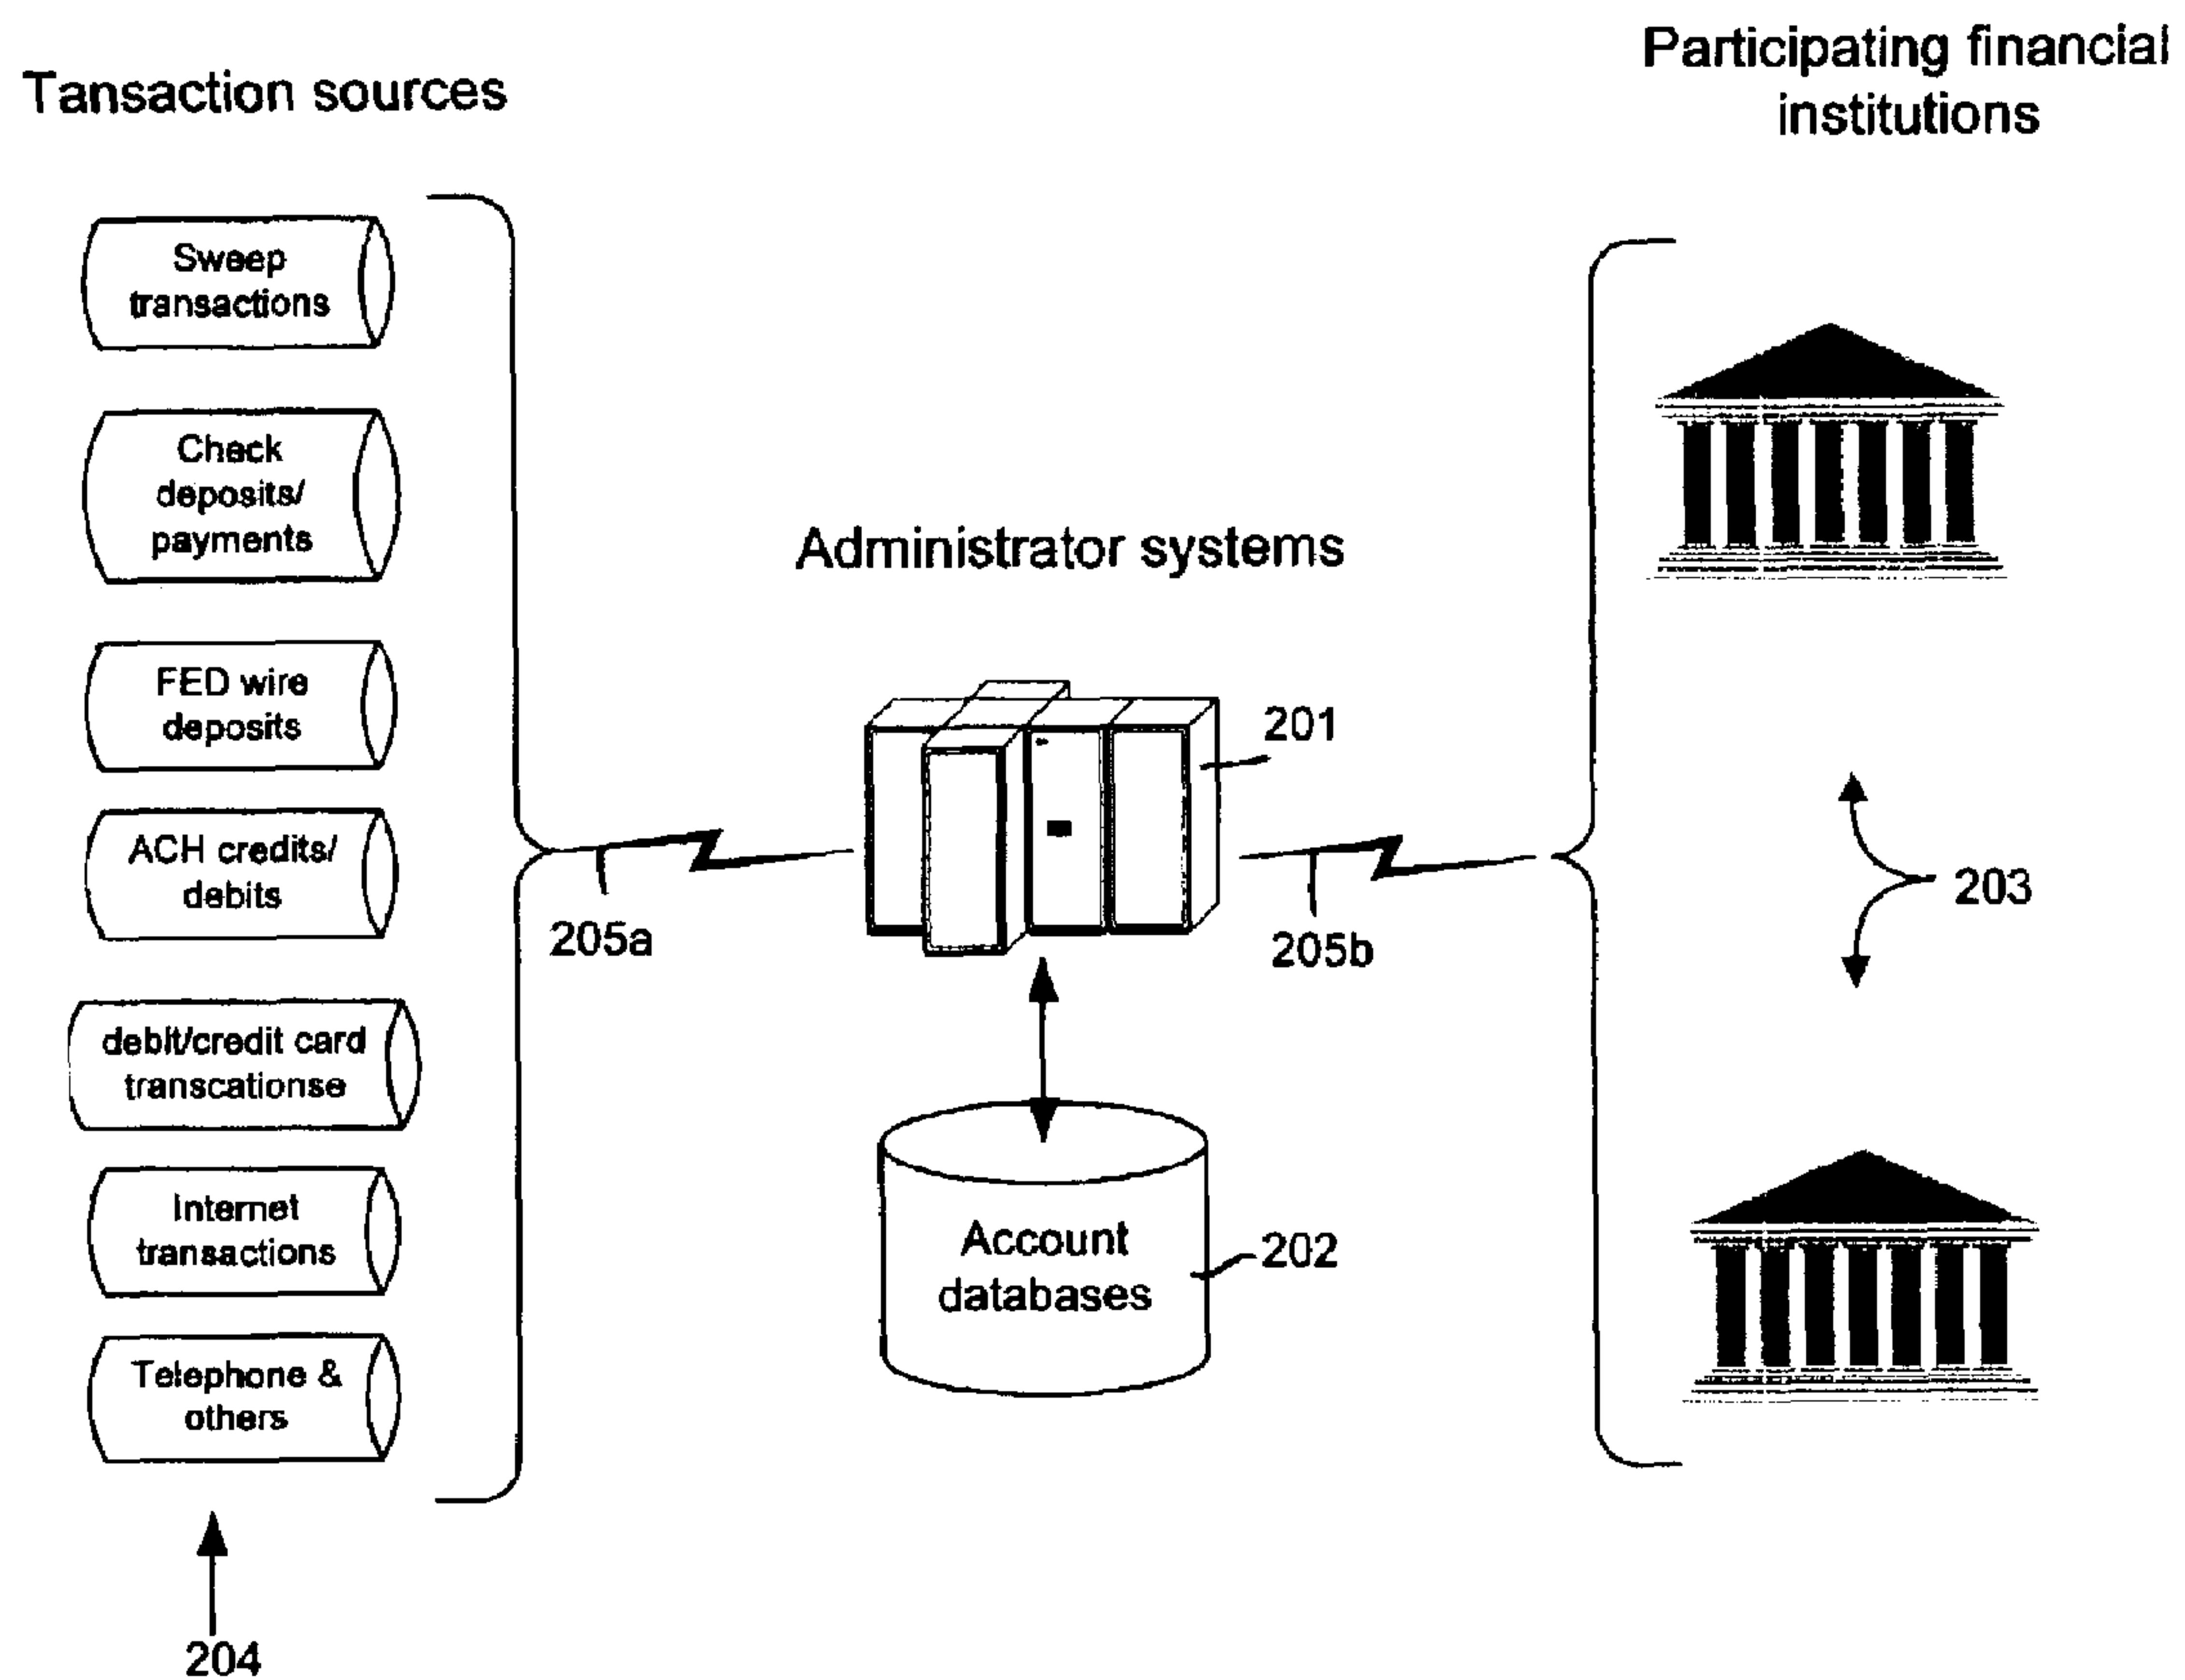 Tansaction sources
Sweep
transactions
Check
deposits/
payments
FED wire
deposits
ACH credits/
debits
debit/credit card
transcationse
Internet
transactions
Telephone &
others
204
205a
Administrator systems
201
Account
databases
202
205b
Participating financial
institutions
203